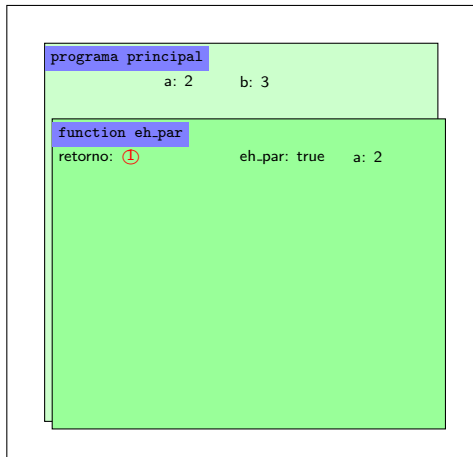 programa principal
a: 2 b: 3
function eh_par
retorno: 1 eh_par: true a: 2